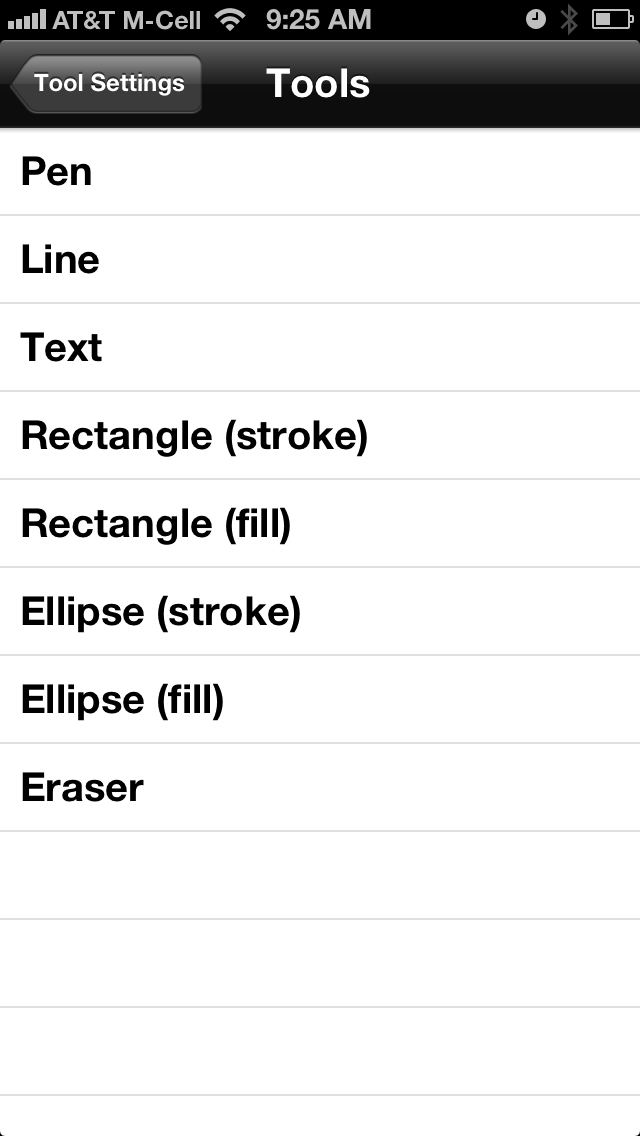 AT&T M-Cell 9:25 AM
Tool Settings Tools
Pen
Line
Text
Rectangle (stroke)
Rectangle (fill)
Ellipse (stroke)
Ellipse (fill)
Eraser